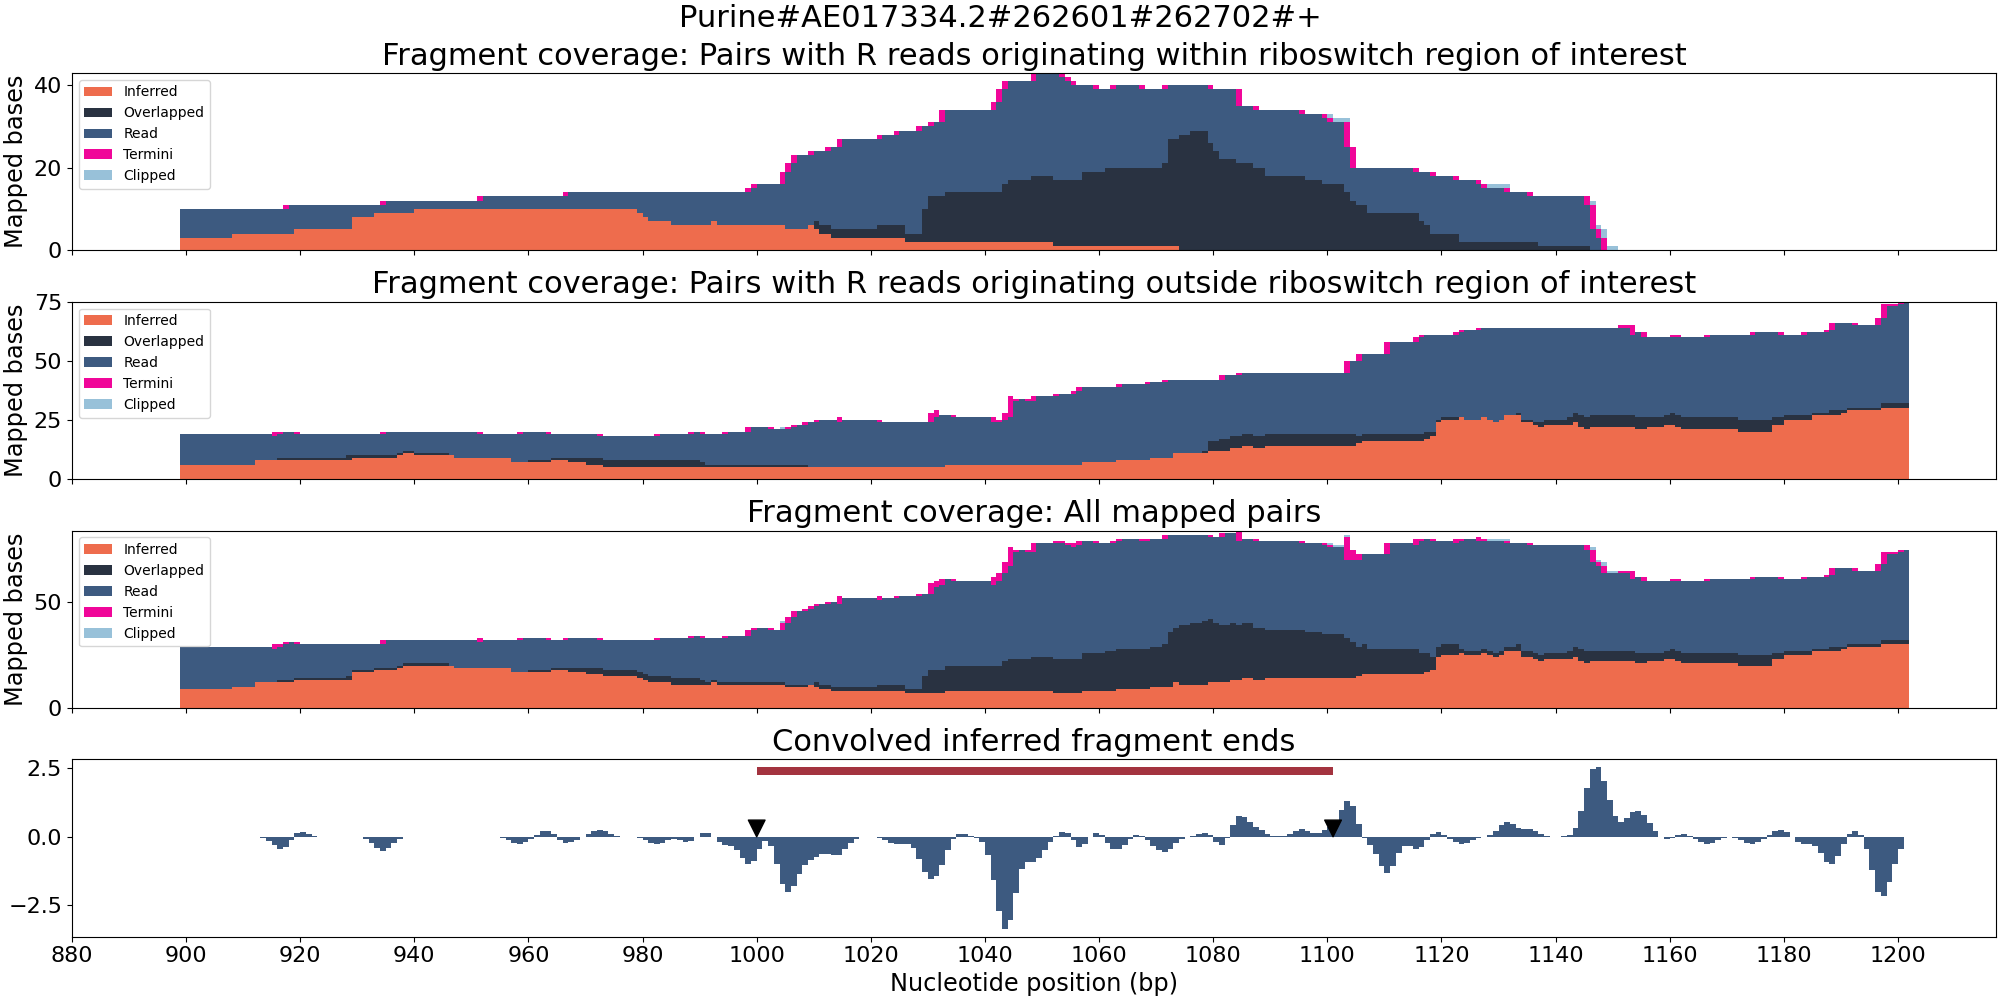 Purine#AE017334.2#262601#262702#+
Fragment coverage: Pairs with R reads originating within riboswitch region of interest
Mapped bases
40
20
0
Inferred
Overlapped
Read
Termini
Clipped
Fragment coverage: Pairs with R reads originating outside riboswitch region of interest
Mapped bases
75
50
25
0
Inferred
Overlapped
Read
Termini
Clipped
Fragment coverage: All mapped pairs
Mapped bases
50
0
Inferred
Overlapped
Read
Termini
Clipped
Convolved inferred fragment ends
2.5
0.0
−2.5
880 900 920 940 960 980 1000 1020 1040 1060 1080 1100 1120 1140 1160 1180 1200
Nucleotide position (bp)